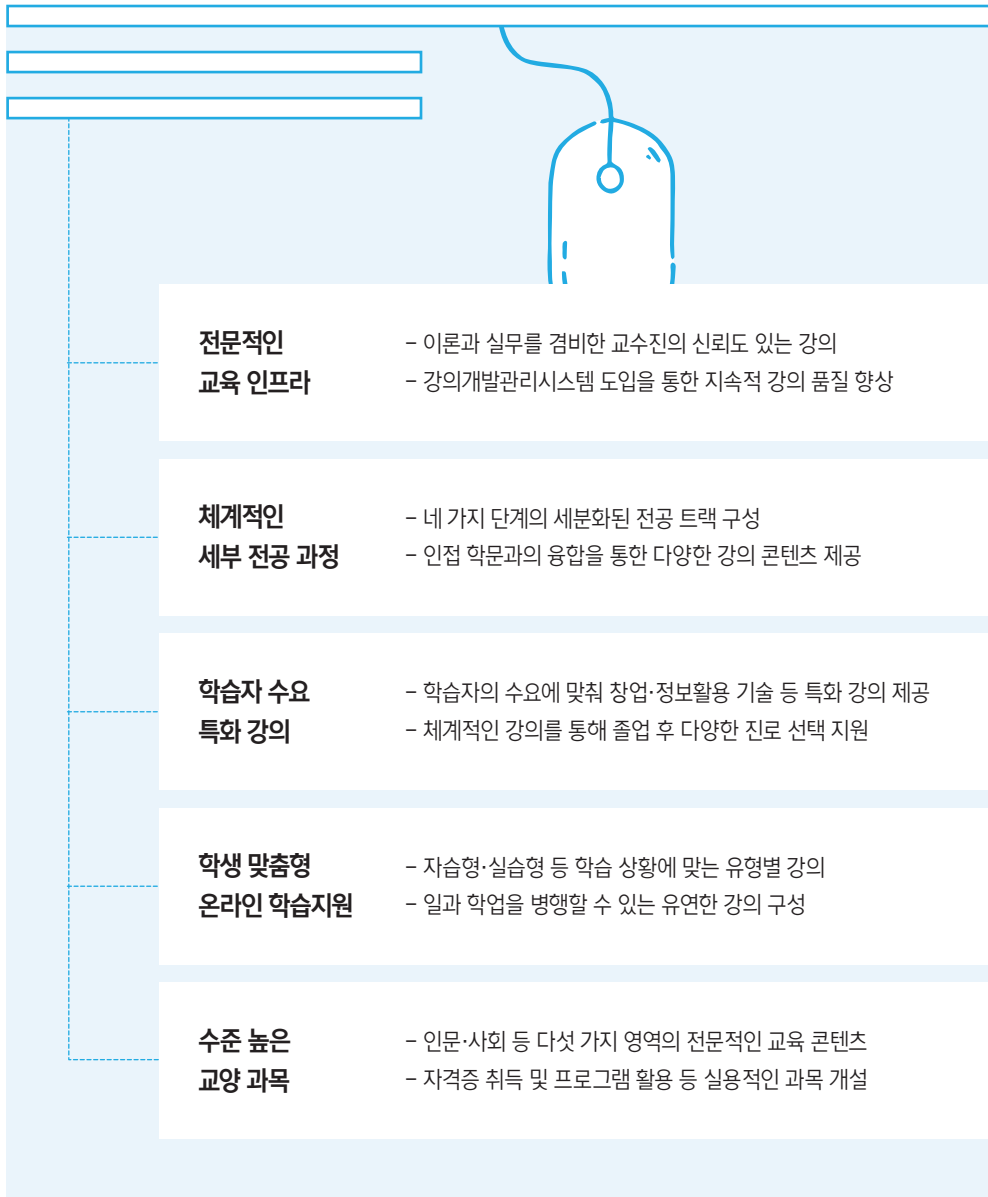 전문적인
교육 인프라
– 이론과 실무를 겸비한 교수진의 신뢰도 있는 강의
– 강의개발관리시스템 도입을 통한 지속적 강의 품질 향상
체계적인
세부 전공 과정
– 네 가지 단계의 세분화된 전공 트랙 구성
– 인접 학문과의 융합을 통한 다양한 강의 콘텐츠 제공
학습자 수요
특화 강의
– 학습자의 수요에 맞춰 창업·정보활용 기술 등 특화 강의 제공
– 체계적인 강의를 통해 졸업 후 다양한 진로 선택 지원
학생 맞춤형
온라인 학습지원
– 자습형·실습형 등 학습 상황에 맞는 유형별 강의
– 일과 학업을 병행할 수 있는 유연한 강의 구성
수준 높은
교양 과목
– 인문·사회 등 다섯 가지 영역의 전문적인 교육 콘텐츠
– 자격증 취득 및 프로그램 활용 등 실용적인 과목 개설